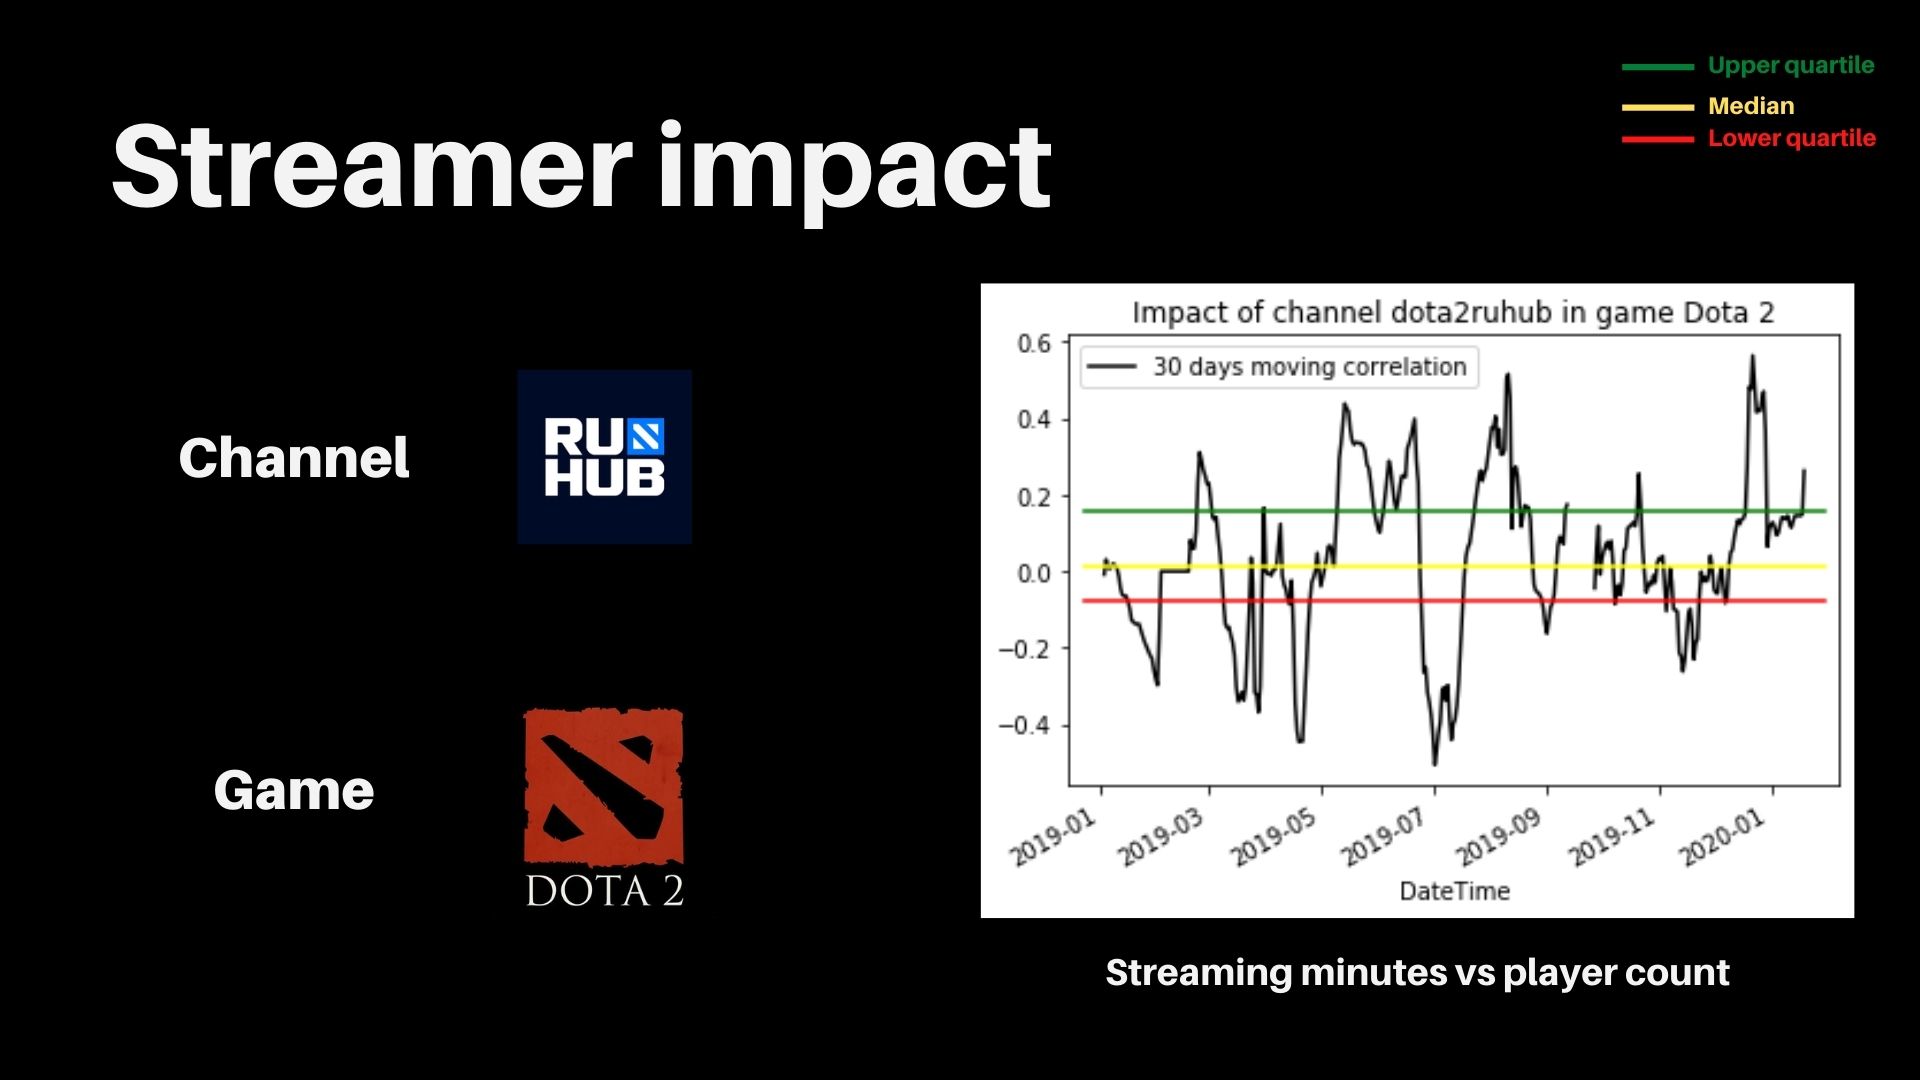 Upper quartile
Median
Lower quartile
Streamer impact
Channel
RU
HUB
Game
DOTA 2
Impact of channel dota2ruhub in game Dota 2
30 days moving correlation
0.6
0.4
0.2
0.0
−0.2
−0.4
2019-01
2019-03
2019-05
2019-07
2019-09
2019-11
2020-01
DateTime
Streaming minutes vs player count